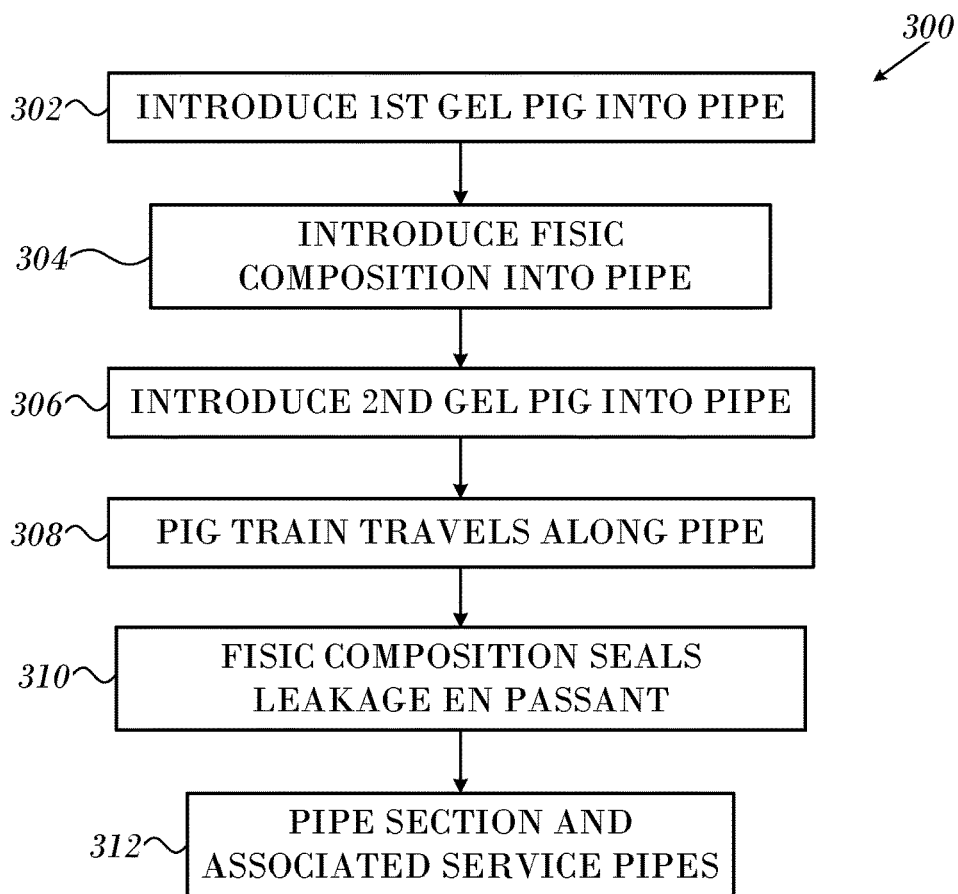 300
302
INTRODUCE 1ST GEL PIG INTO PIPE
304
INTRODUCE FISIC
COMPOSITION INTO PIPE
306
INTRODUCE 2ND GEL PIG INTO PIPE
308
PIG TRAIN TRAVELS ALONG PIPE
310
FISIC COMPOSITION SEALS
LEAKAGE EN PASSANT
312
PIPE SECTION AND
ASSOCIATED SERVICE PIPES